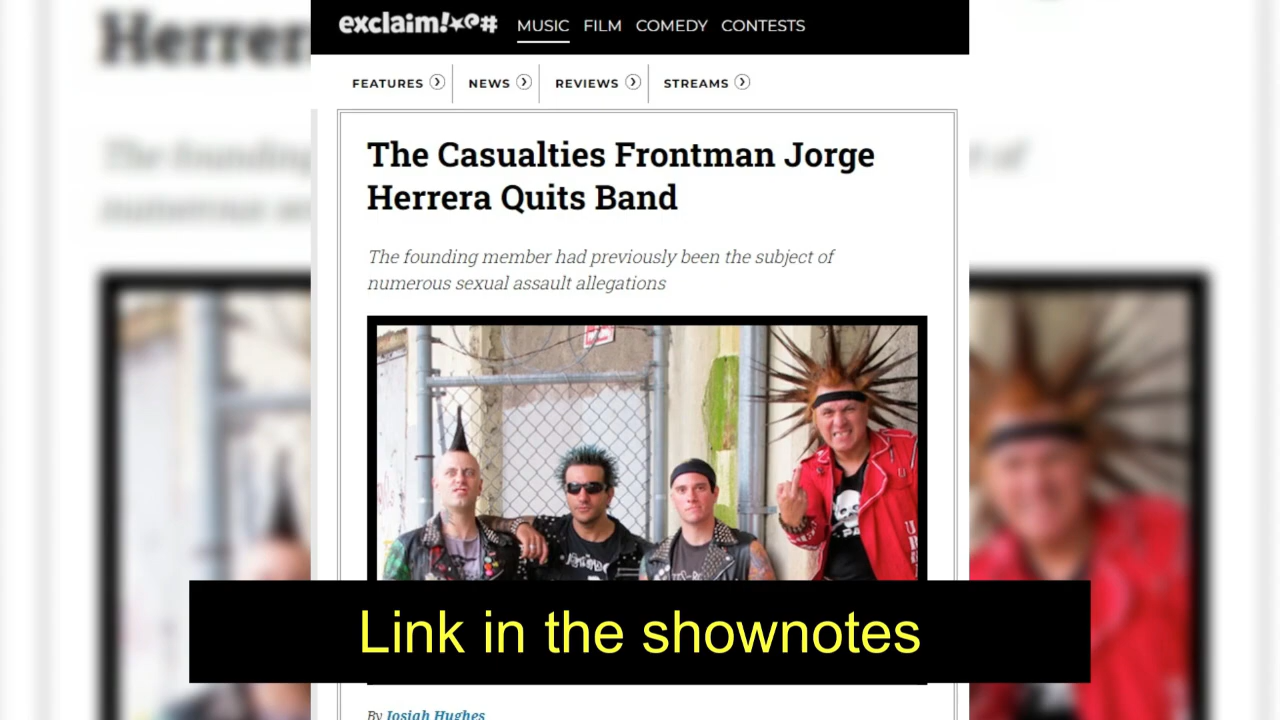 exclaim!★@#
MUSIC FILM COMEDY CONTESTS
FEATURES NEWS REVIEWS STREAMS
The Casualties Frontman Jorge
Herrera Quits Band
The founding member had previously been the subject of
numerous sexual assault allegations
Link in the shownotes
By Josiah Hughes